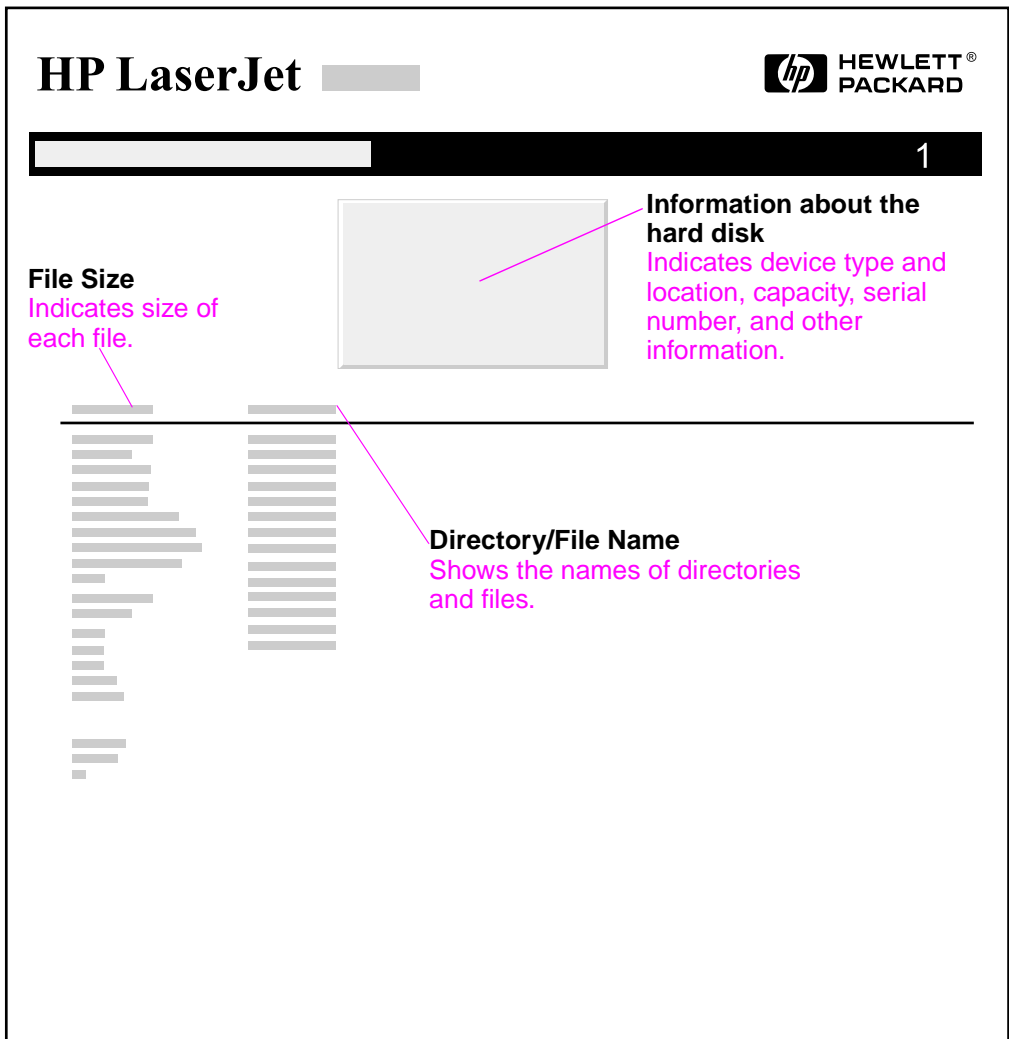 HP LaserJet
hp HEWLETT®
PACKARD
1
Information about the
hard disk
Indicates device type and
location, capacity, serial
number, and other
information.
File Size
Indicates size of
each file.
Directory/File Name
Shows the names of directories
and files.